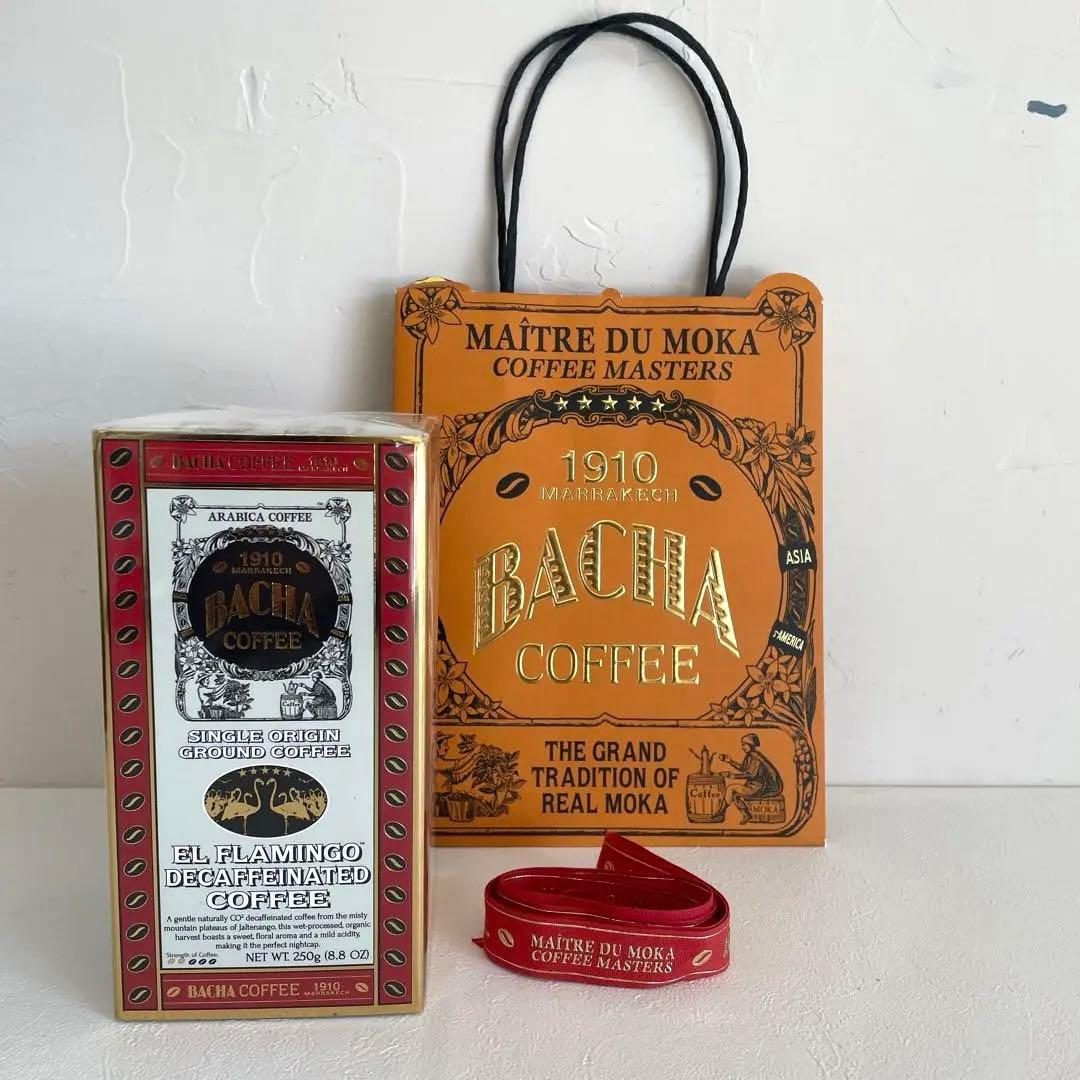 BACHA COFFEE 1910 MARRAKECH
ARABICA COFFEE
1910
MARRAKECH
BACHA
COFFEE
SINGLE ORIGIN
GROUND COFFEE
EL FLAMINGO™
DECAFFEINATED
COFFEE
A gentle naturally CO² decaffeinated coffee from the misty
mountain plateaus of Jaltenango, this wet-processed, organic
harvest boasts a sweet, floral aroma and a mild acidity,
making it the perfect nightcap.
Strength of Coffee:
NET WT. 250g (8.8 OZ)
BACHA COFFEE 1910 MARRAKECH
MAÎTRE DU MOKA
COFFEE MASTERS
1910
MARRAKECH
BACHA
COFFEE
ASIA
S-AMERICA
THE GRAND
TRADITION OF
REAL MOKA
Coffee
MOKA
MAÎTRE DU MOKA
COFFEE MASTERS